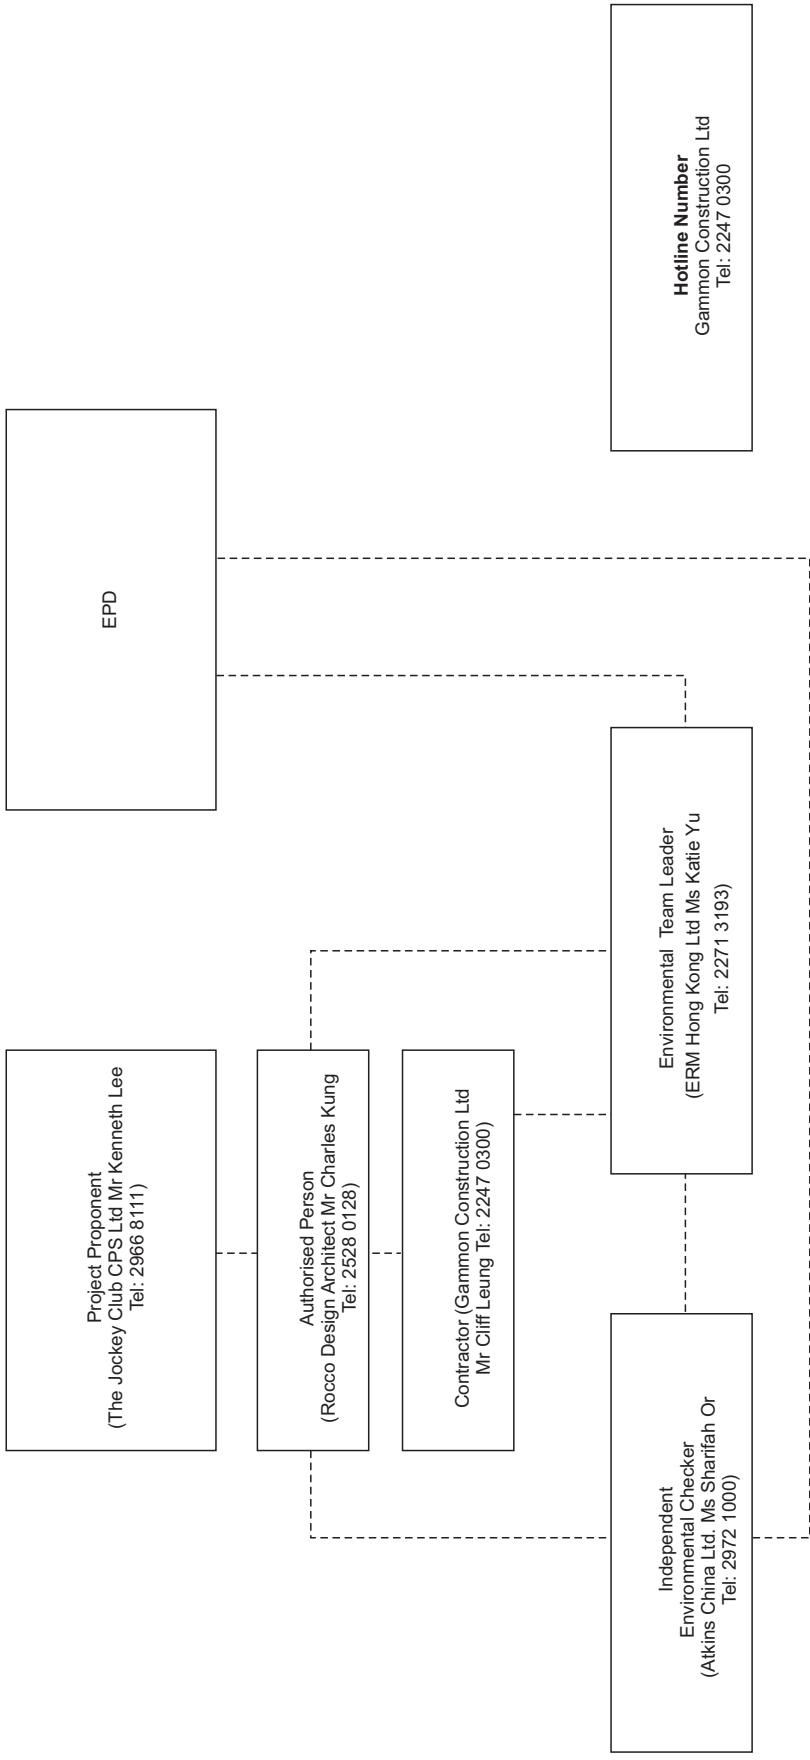 Project Proponent
(The Jockey Club CPS Ltd Mr Kenneth Lee
Tel: 2966 8111)
EPD
Authorised Person
(Rocco Design Architect Mr Charles Kung
Tel: 2528 0128)
Contractor (Gammon Construction Ltd
Mr Cliff Leung Tel: 2247 0300)
Independent
Environmental Checker
(Atkins China Ltd. Ms Sharifah Or
Tel: 2972 1000)
Environmental Team Leader
(ERM Hong Kong Ltd Ms Katie Yu
Tel: 2271 3193)
Hotline Number
Gammon Construction Ltd
Tel: 2247 0300